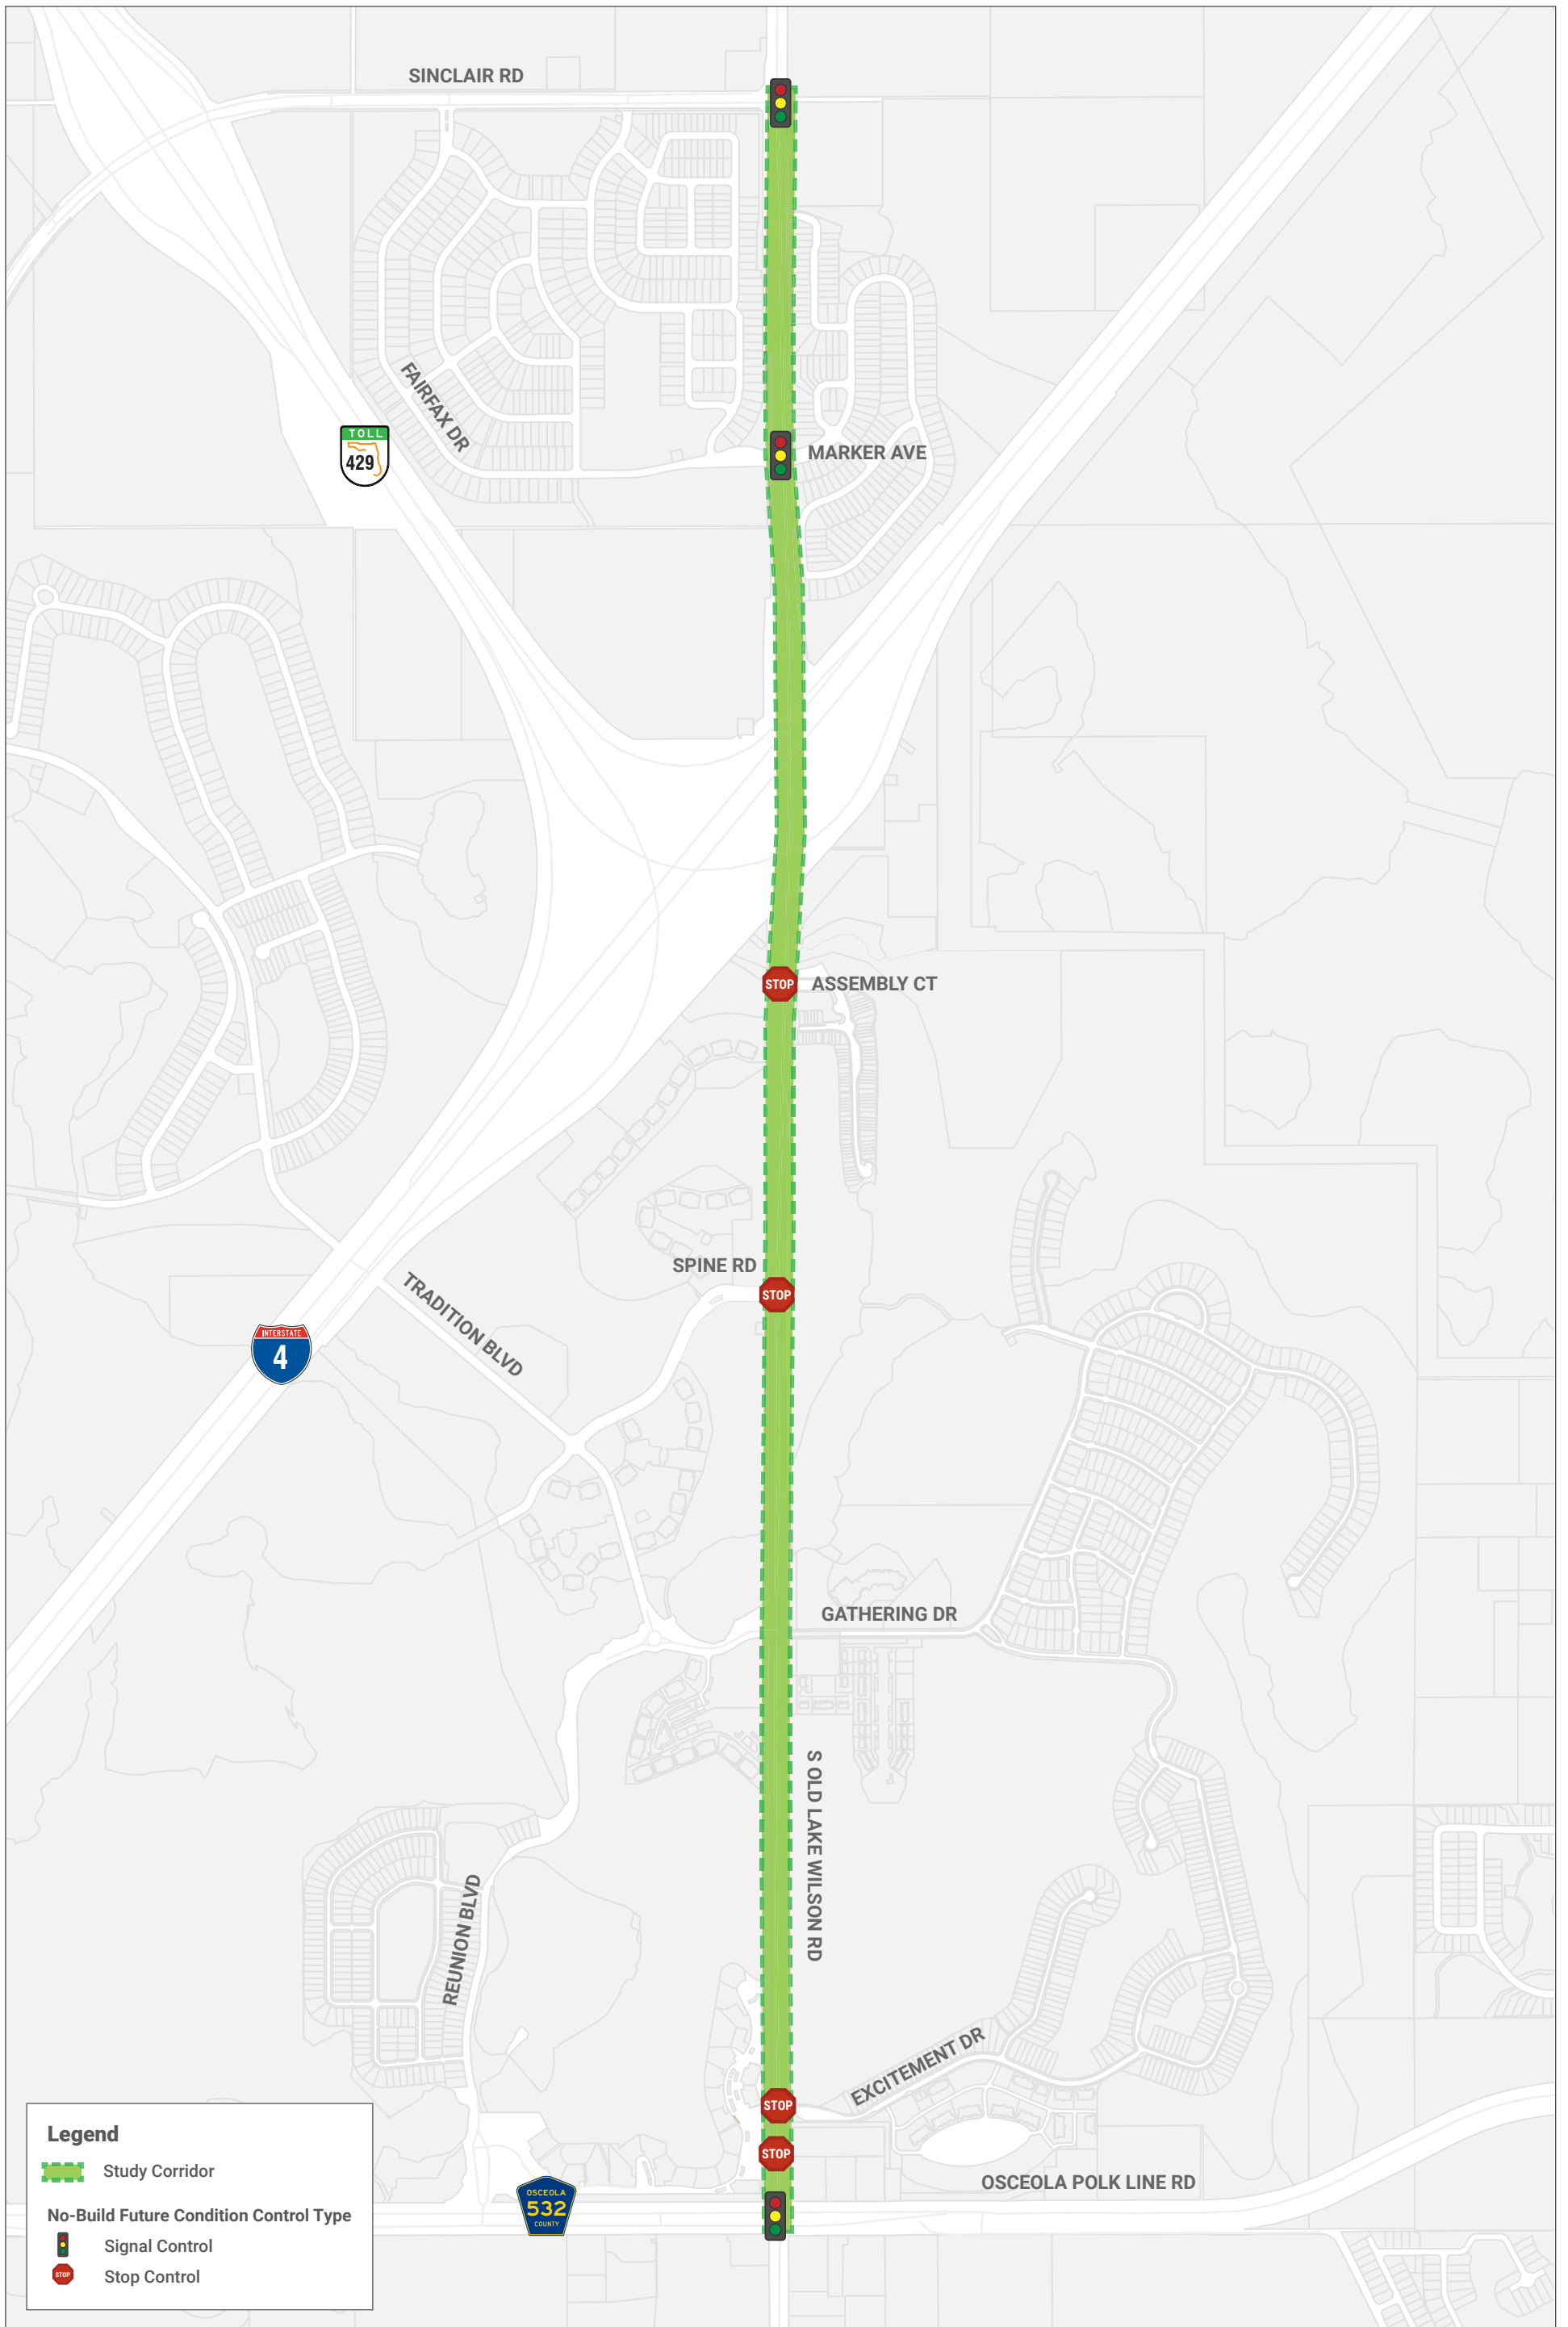 SINCLAIR RD
FAIRFAX DR
TOLL
429
MARKER AVE
STOP
ASSEMBLY CT
SPINE RD
STOP
TRADITION BLVD
INTERSTATE
4
GATHERING DR
S OLD LAKE WILSON RD
REUNION BLVD
EXCITEMENT DR
STOP
STOP
OSCEOLA POLK LINE RD
OSCEOLA
532
COUNTY
Legend
Study Corridor
No-Build Future Condition Control Type
Signal Control
STOP
Stop Control